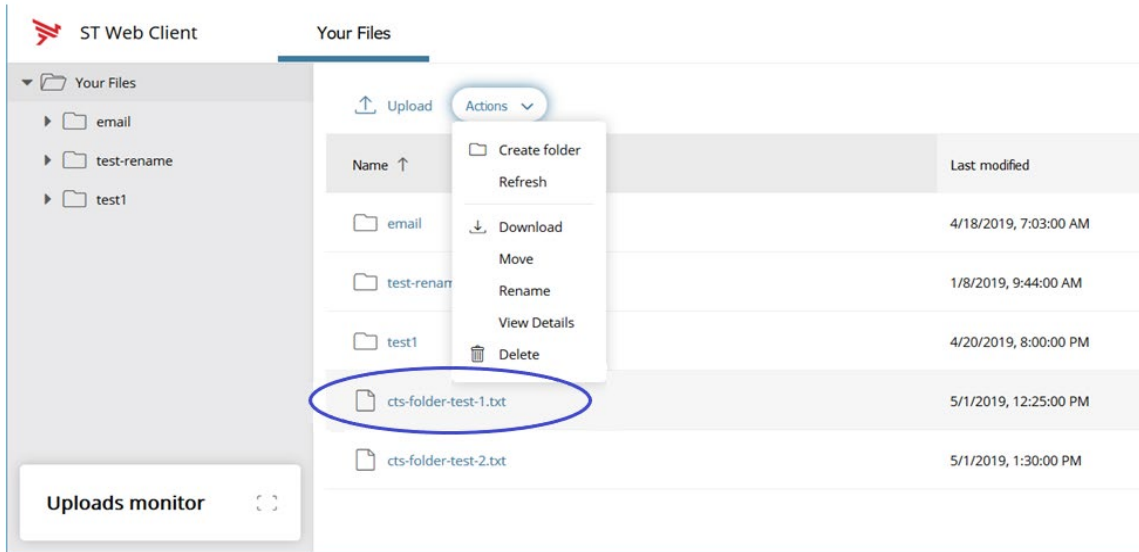 ST Web Client
Your Files
Your Files
email
test-rename
test1
Upload
Actions
Create folder
Refresh
Download
Move
Rename
View Details
Delete
Name ↑
Last modified
email
4/18/2019, 7:03:00 AM
test-renam
1/8/2019, 9:44:00 AM
test1
4/20/2019, 8:00:00 PM
cts-folder-test-1.txt
5/1/2019, 12:25:00 PM
cts-folder-test-2.txt
5/1/2019, 1:30:00 PM
Uploads monitor